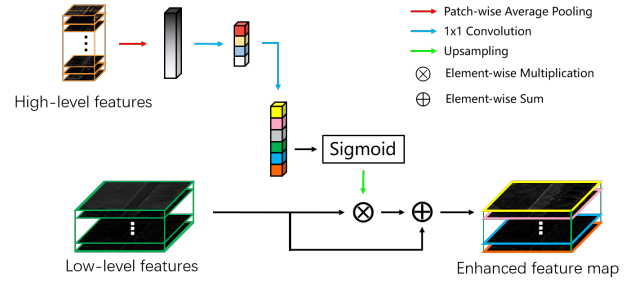 Patch-wise Average Pooling
1x1 Convolution
Upsampling
Element-wise Multiplication
Element-wise Sum
High-level features
Sigmoid
Low-level features
Enhanced feature map